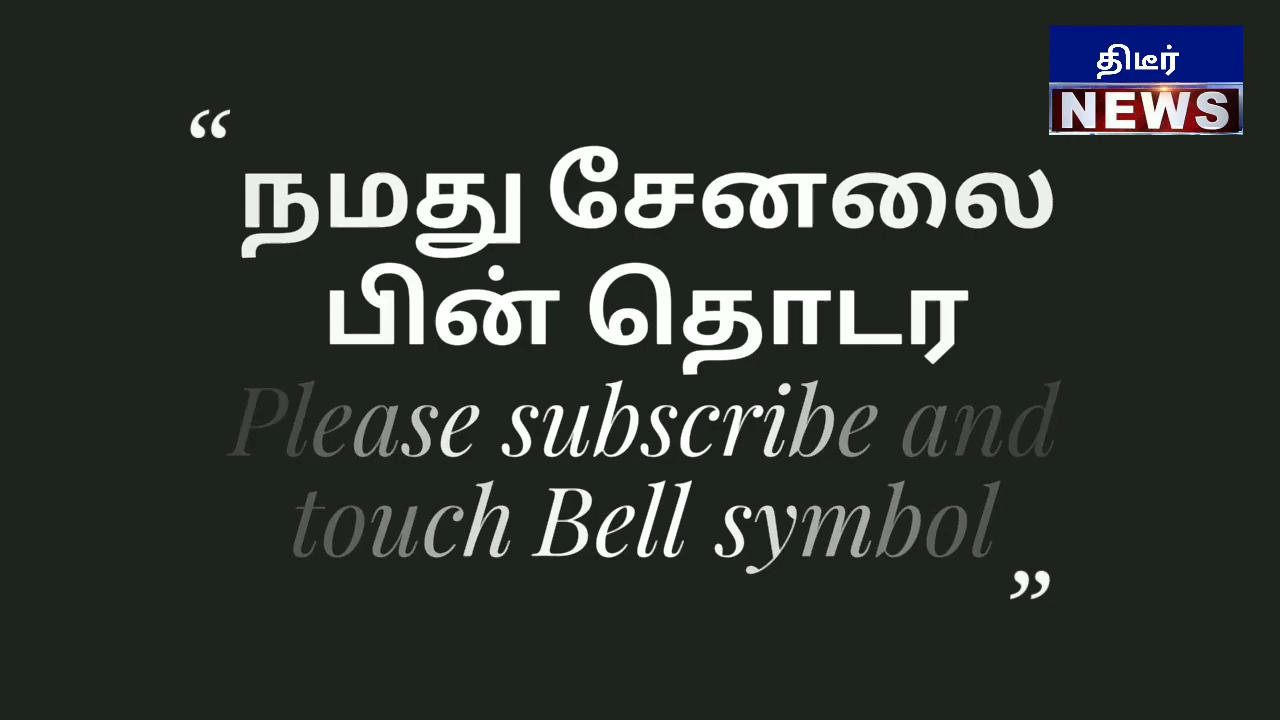 திடீர்
NEWS
“
நமது சேனலை
பின் தொடர
Please subscribe and
touch Bell symbol
”